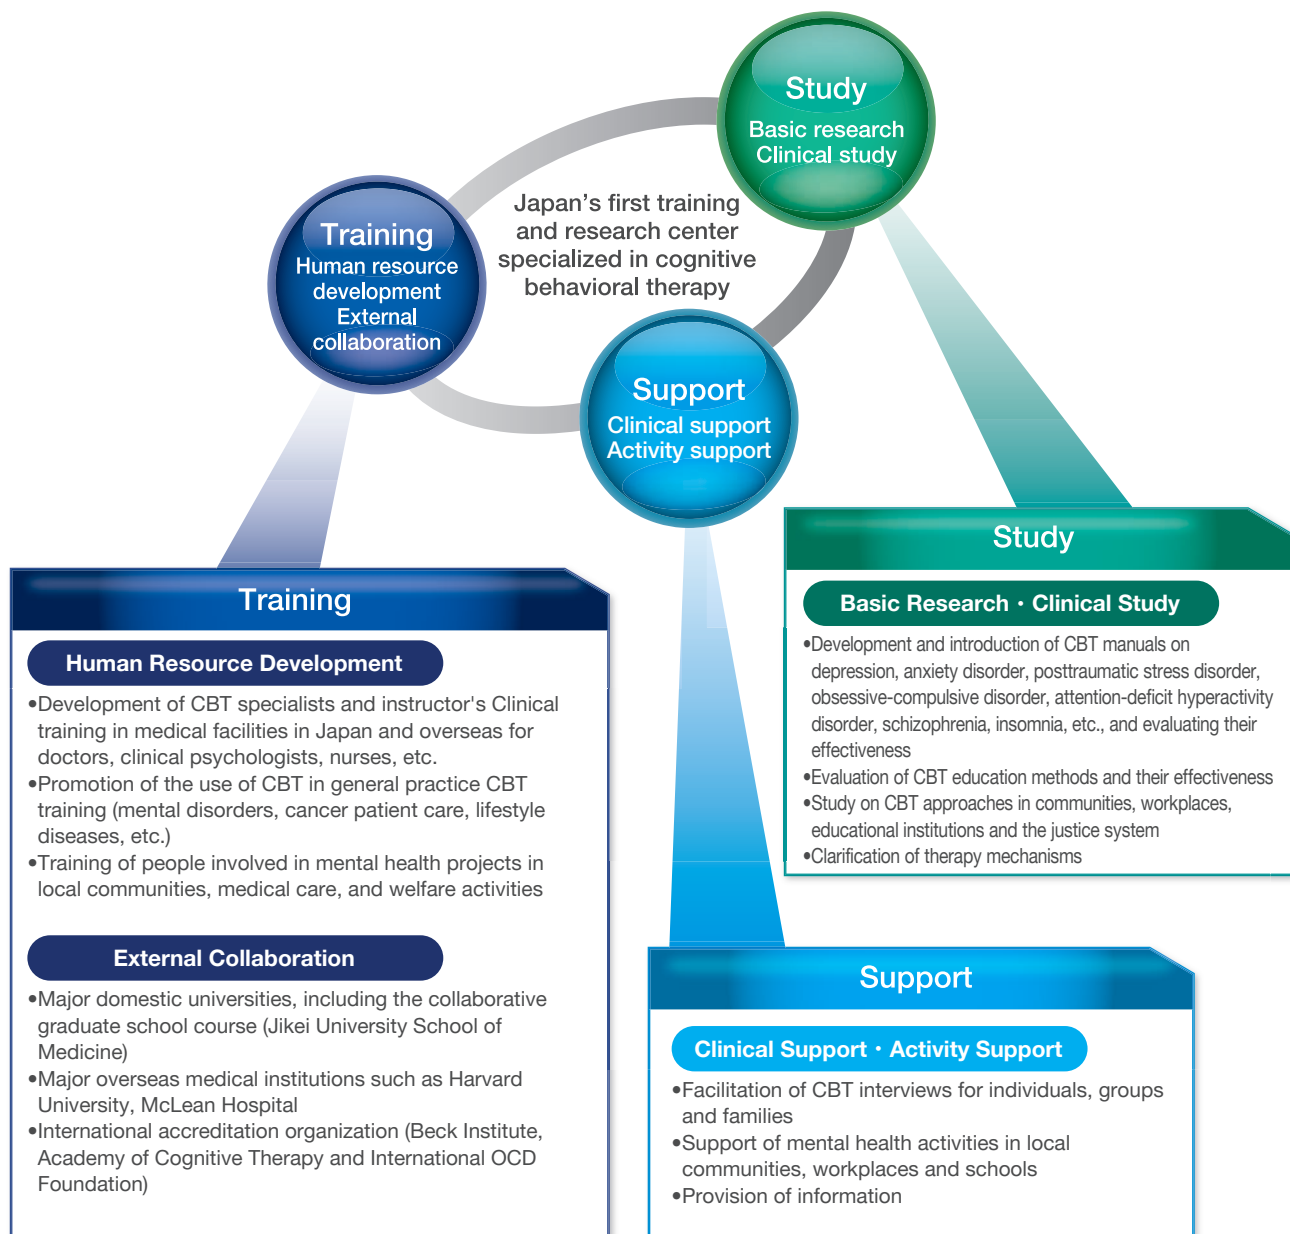 Study
Basic research
Clinical study
Japan’s first training
and research center
specialized in cognitive
behavioral therapy
Training
Human resource
development
External
collaboration
Support
Clinical support
Activity support
Training
Human Resource Development
•Development of CBT specialists and instructor's Clinical
training in medical facilities in Japan and overseas for
doctors, clinical psychologists, nurses, etc.
•Promotion of the use of CBT in general practice CBT
training (mental disorders, cancer patient care, lifestyle
diseases, etc.)
•Training of people involved in mental health projects in
local communities, medical care, and welfare activities
External Collaboration
•Major domestic universities, including the collaborative
graduate school course (Jikei University School of
Medicine)
•Major overseas medical institutions such as Harvard
University, McLean Hospital
•International accreditation organization (Beck Institute,
Academy of Cognitive Therapy and International OCD
Foundation)
Study
Basic Research・Clinical Study
•Development and introduction of CBT manuals on
depression, anxiety disorder, posttraumatic stress disorder,
obsessive-compulsive disorder, attention-deficit hyperactivity
disorder, schizophrenia, insomnia, etc., and evaluating their
effectiveness
•Evaluation of CBT education methods and their effectiveness
•Study on CBT approaches in communities, workplaces,
educational institutions and the justice system
•Clarification of therapy mechanisms
Support
Clinical Support・Activity Support
•Facilitation of CBT interviews for individuals, groups
and families
•Support of mental health activities in local
communities, workplaces and schools
•Provision of information